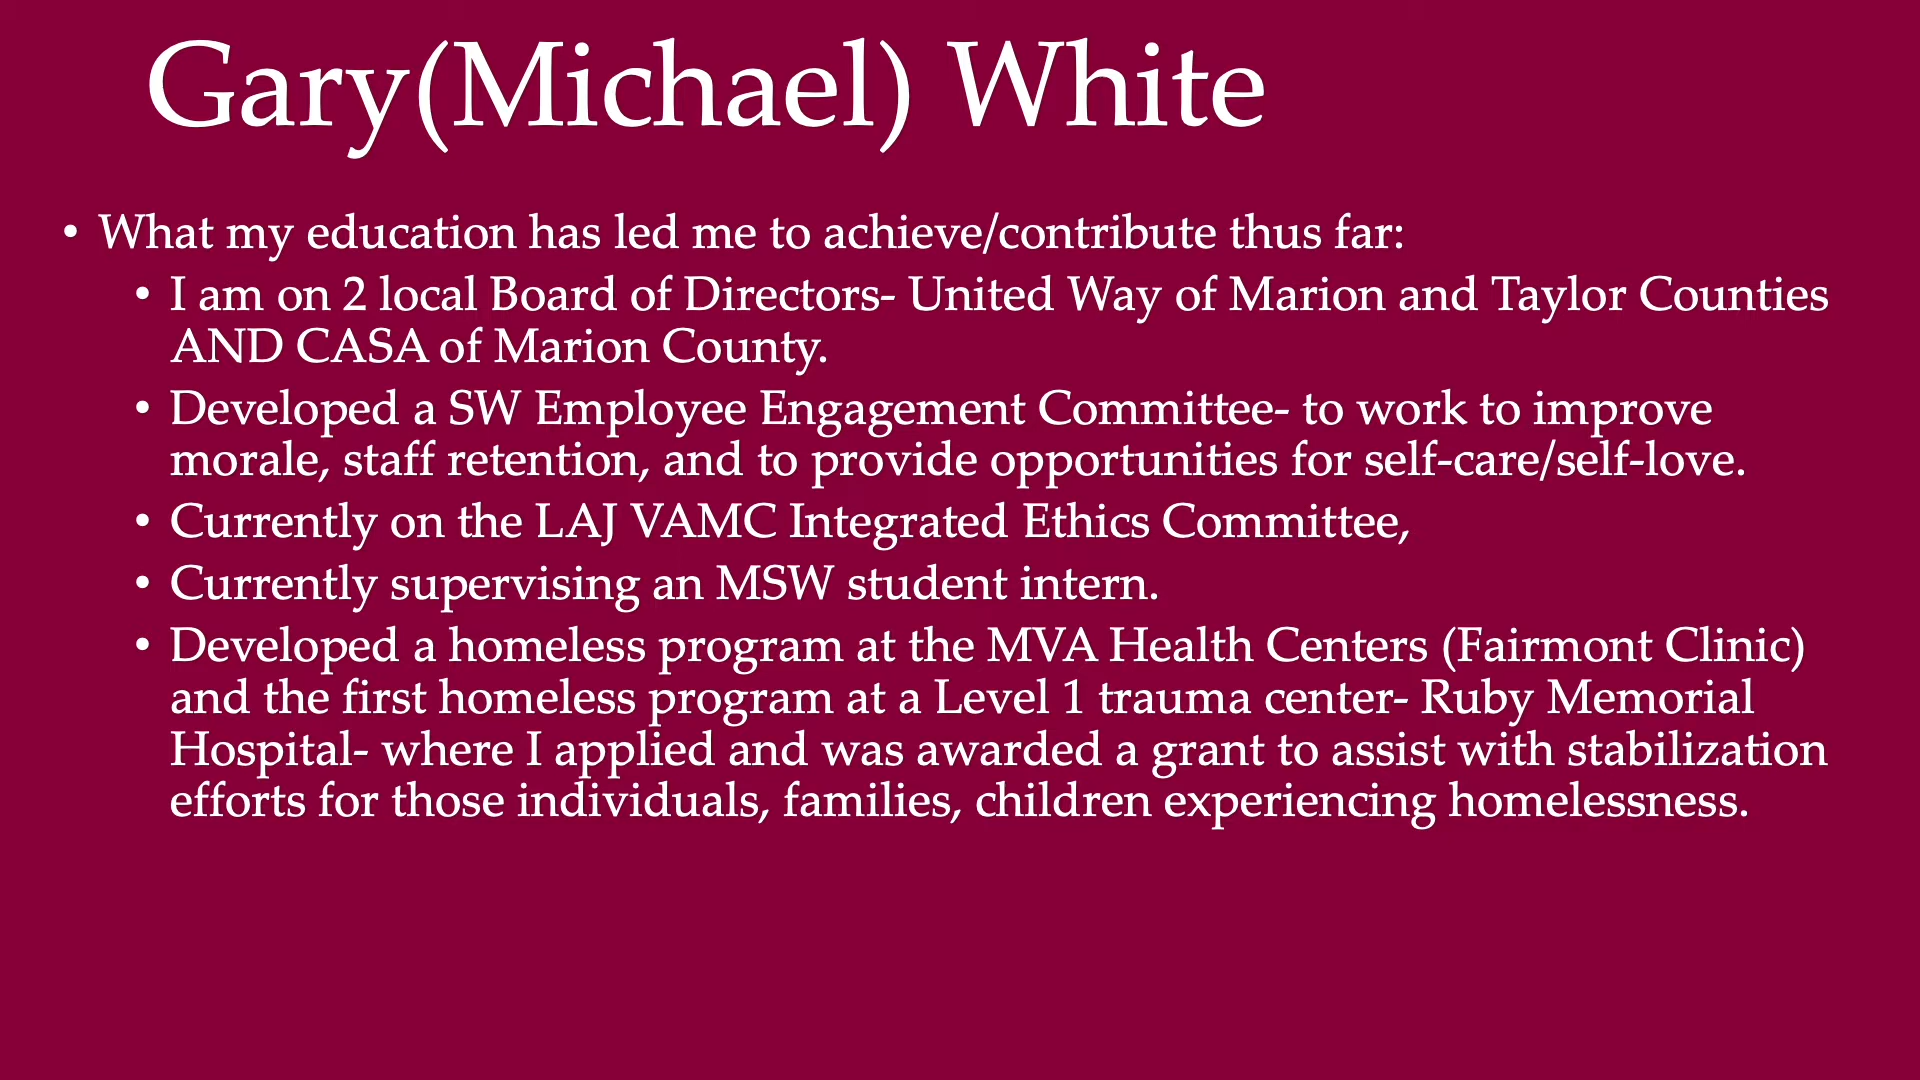 Gary(Michael) White
• What my education has led me to achieve/contribute thus far:
• I am on 2 local Board of Directors- United Way of Marion and Taylor Counties
AND CASA of Marion County.
• Developed a SW Employee Engagement Committee- to work to improve
morale, staff retention, and to provide opportunities for self-care/self-love.
• Currently on the LAJ VAMC Integrated Ethics Committee,
• Currently supervising an MSW student intern.
• Developed a homeless program at the MVA Health Centers (Fairmont Clinic)
and the first homeless program at a Level 1 trauma center- Ruby Memorial
Hospital- where I applied and was awarded a grant to assist with stabilization
efforts for those individuals, families, children experiencing homelessness.